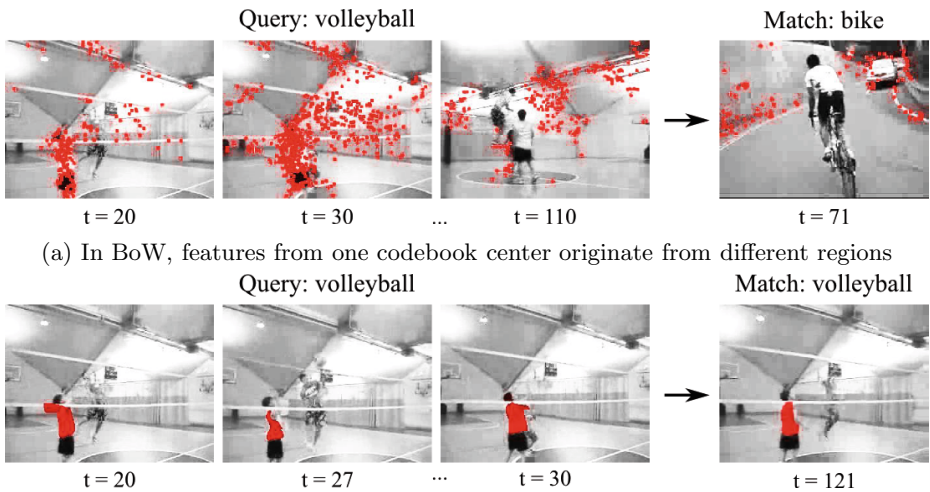 Query: volleyball Match: bike
t = 20 t = 30 ... t = 110 t = 71
(a) In BoW, features from one codebook center originate from different regions
Query: volleyball Match: volleyball
t = 20 t = 27 ... t = 30 t = 121